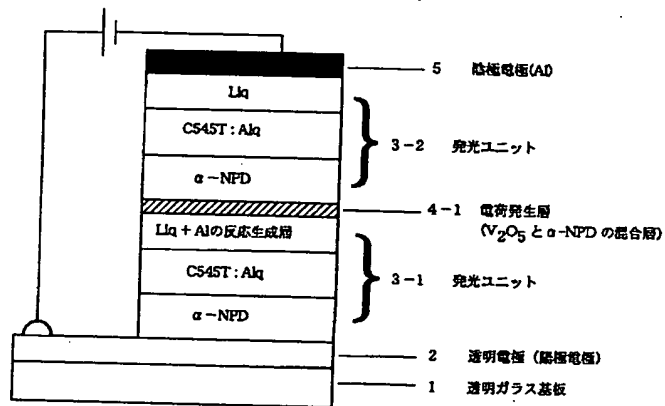 5 陰極電極(Al)
Liq
C545T : Alq
3-2 発光ユニット
α-NPD
4-1 電荷発生層
(V₂O₅ とα-NPD の混合層)
Liq + Alの反応生成層
C545T : Alq
3-1 発光ユニット
α-NPD
2 透明電極 (陽極電極)
1 透明ガラス基板